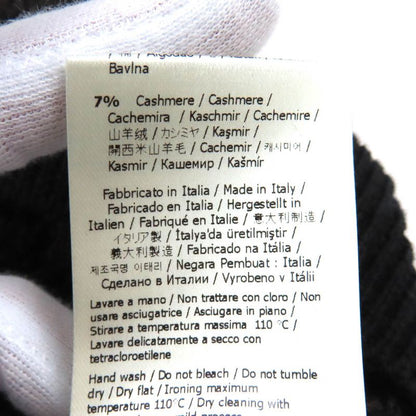 Bavlna
7% Cashmere / Cashmere /
Cachemira / Kaschmir / Cachemire /
山羊绒 / カシミヤ / Kaşmir /
開西米山羊毛 / Cachemir / 캐시미어 /
Kasmir / Кашемир / Kašmír
Fabbricato in Italia / Made in Italy /
Fabricado en Italia / Hergestellt in
Italien / Fabriqué en Italie / 意大利制造 /
イタリア製 / İtalya'da üretilmiştir /
義大利製造 / Fabricado na Itália /
제조국명 이태리 / Negara Pembuat : Italia /
Сделано в Италии / Vyrobeno v Itálii
Lavare a mano / Non trattare con cloro / Non
usare asciugatrice / Asciugare in piano /
Stirare a temperatura massima 110 °C /
Lavare delicatamente a secco con
tetracloroetilene
Hand wash / Do not bleach / Do not tumble
dry / Dry flat / Ironing maximum
temperature 110°C / Dry cleaning with